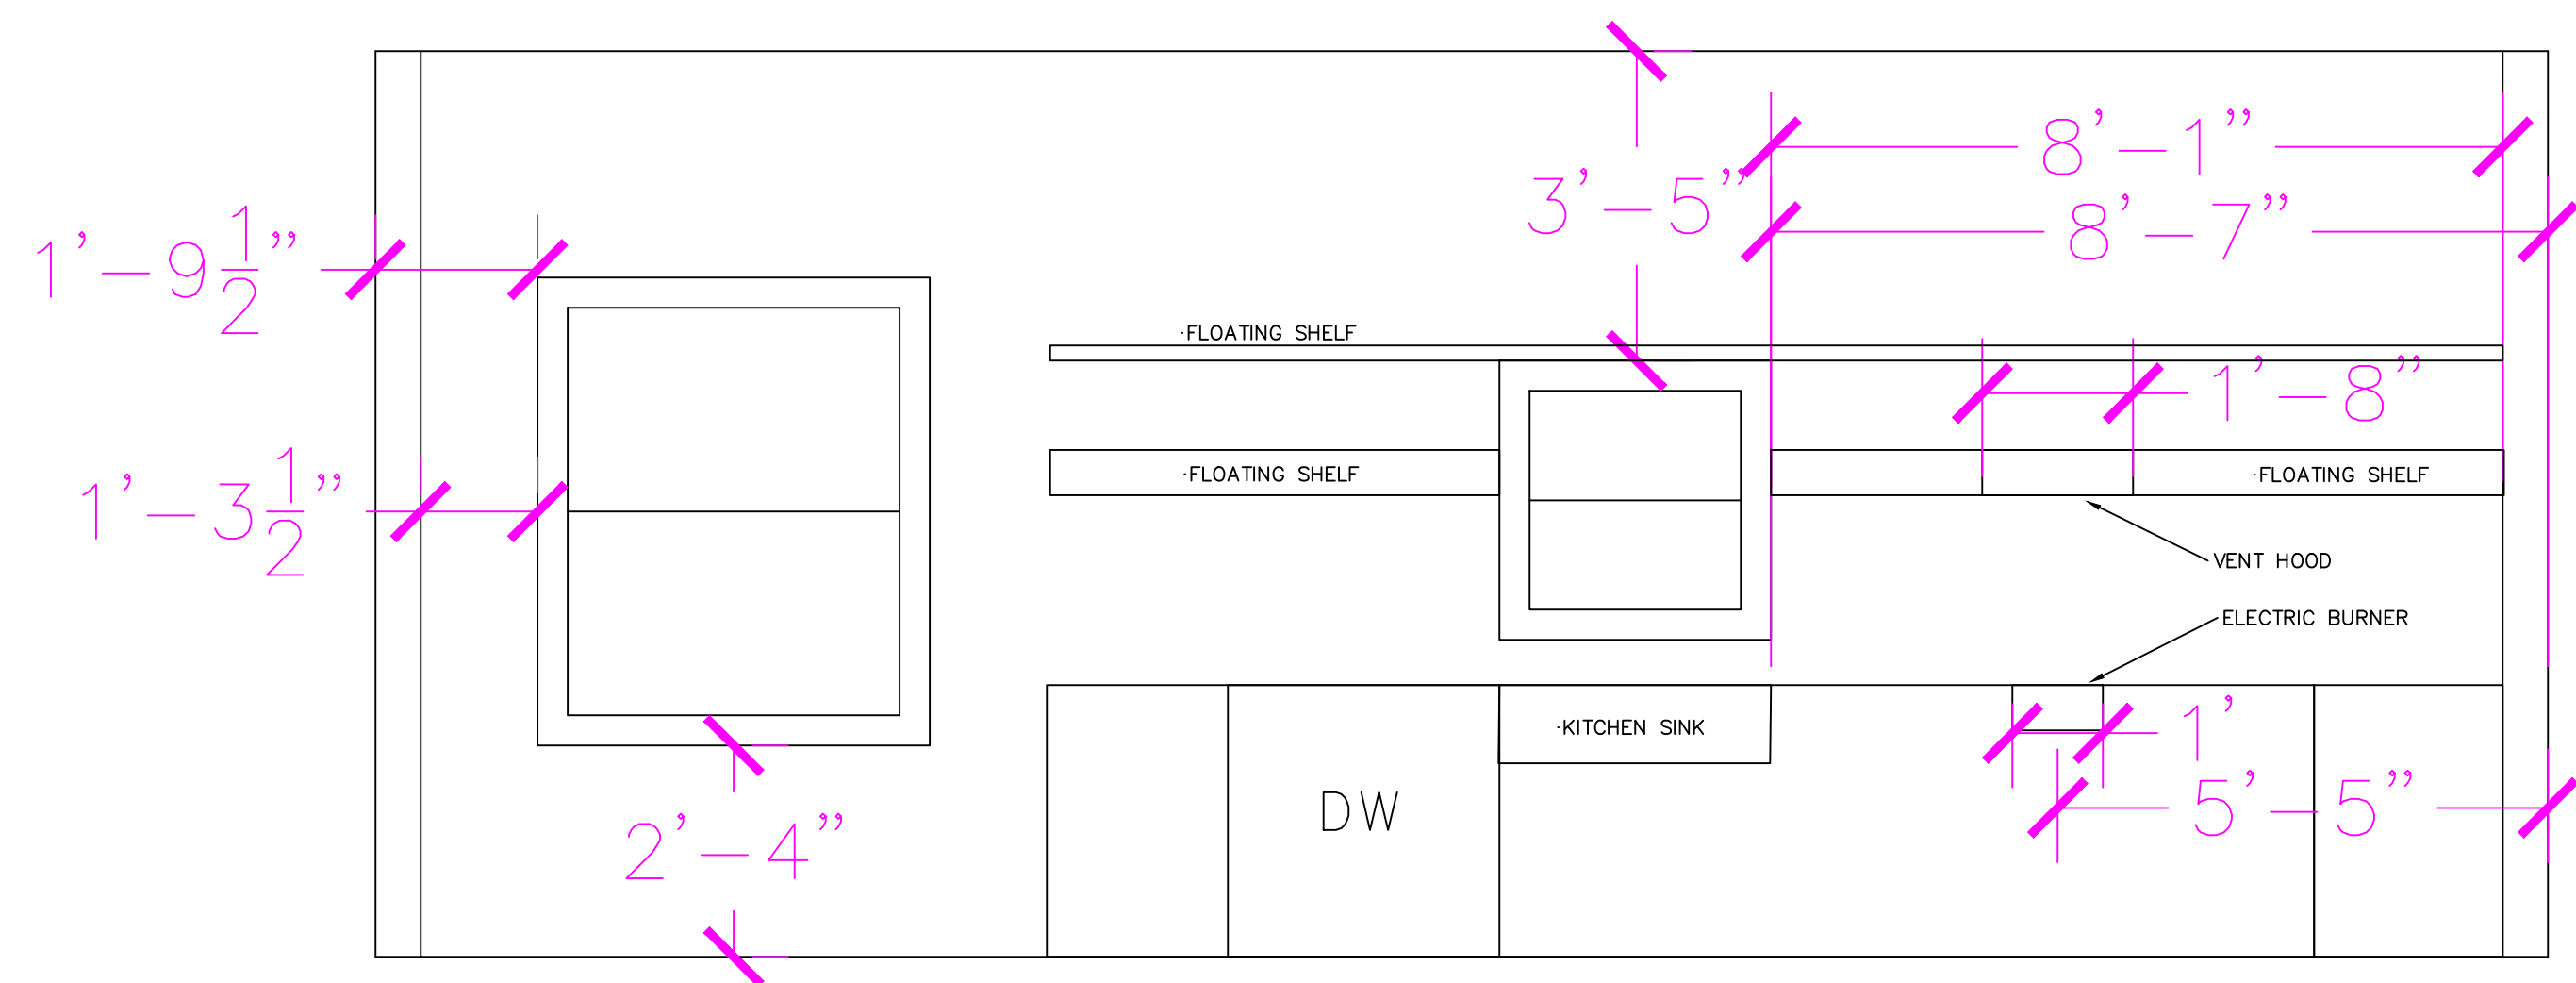 8'-1"
3'-5"
8'-7"
1'-9 1/2"
·FLOATING SHELF
1'-8"
·FLOATING SHELF
·FLOATING SHELF
1'-3 1/2"
VENT HOOD
ELECTRIC BURNER
·KITCHEN SINK
1'
DW
5'-5"
2'-4"